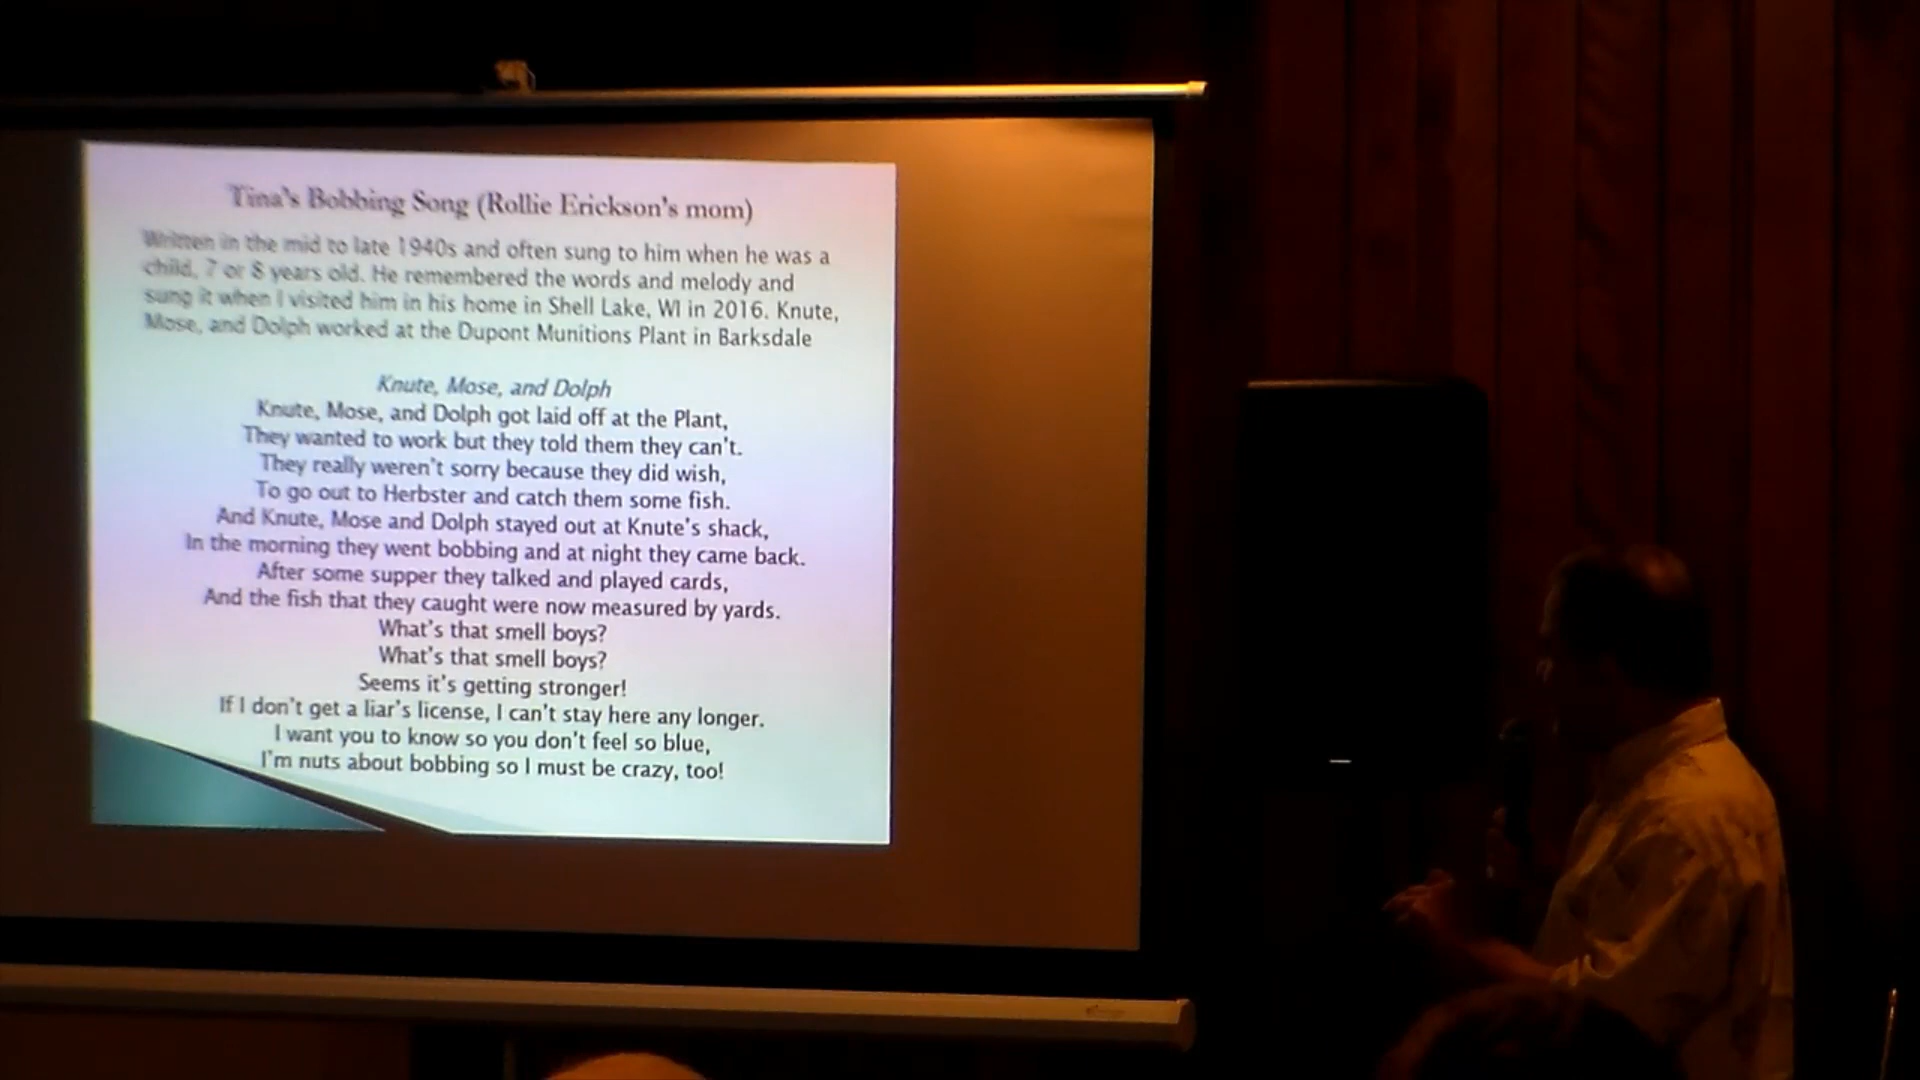 Tina's Bobbing Song (Rollie Erickson's mom)
Written in the mid to late 1940s and often sung to him when he was a
child, 7 or 8 years old. He remembered the words and melody and
sung it when I visited him in his home in Shell Lake, WI in 2016. Knute,
Mose, and Dolph worked at the Dupont Munitions Plant in Barksdale
Knute, Mose, and Dolph
Knute, Mose, and Dolph got laid off at the Plant,
They wanted to work but they told them they can't.
They really weren't sorry because they did wish,
To go out to Herbster and catch them some fish.
And Knute, Mose and Dolph stayed out at Knute's shack,
In the morning they went bobbing and at night they came back.
After some supper they talked and played cards,
And the fish that they caught were now measured by yards.
What's that smell boys?
What's that smell boys?
Seems it's getting stronger!
If I don't get a liar's license, I can't stay here any longer.
I want you to know so you don't feel so blue,
I'm nuts about bobbing so I must be crazy, too!